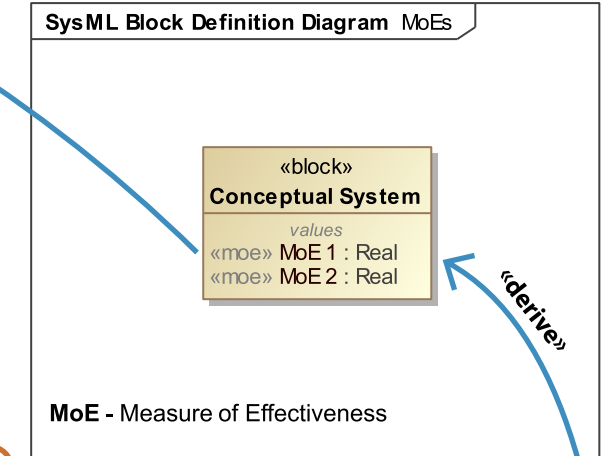 SysML Block Definition Diagram MoEs
«block»
Conceptual System
values
«moe» MoE 1 : Real
«moe» MoE 2 : Real
«derive»
MoE - Measure of Effectiveness